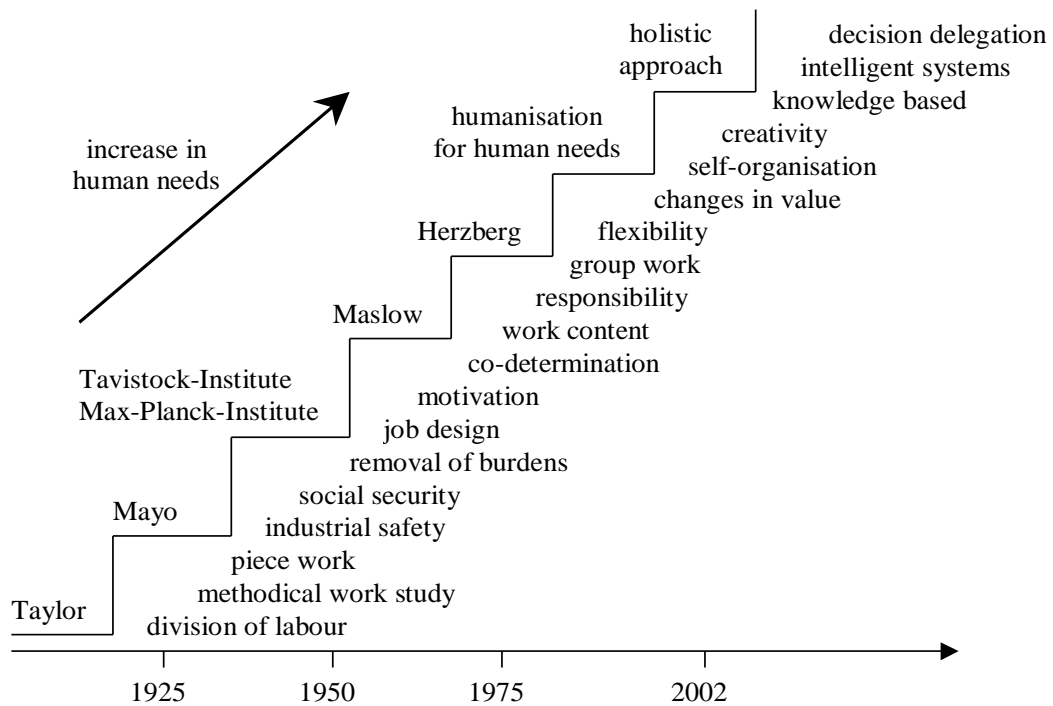 holistic
approach
decision delegation
intelligent systems
knowledge based
humanisation
for human needs
creativity
self-organisation
changes in value
increase in
human needs
Herzberg
flexibility
group work
responsibility
Maslow
work content
co-determination
Tavistock-Institute
Max-Planck-Institute
motivation
job design
removal of burdens
social security
Mayo
industrial safety
piece work
methodical work study
Taylor
division of labour
1925
1950
1975
2002